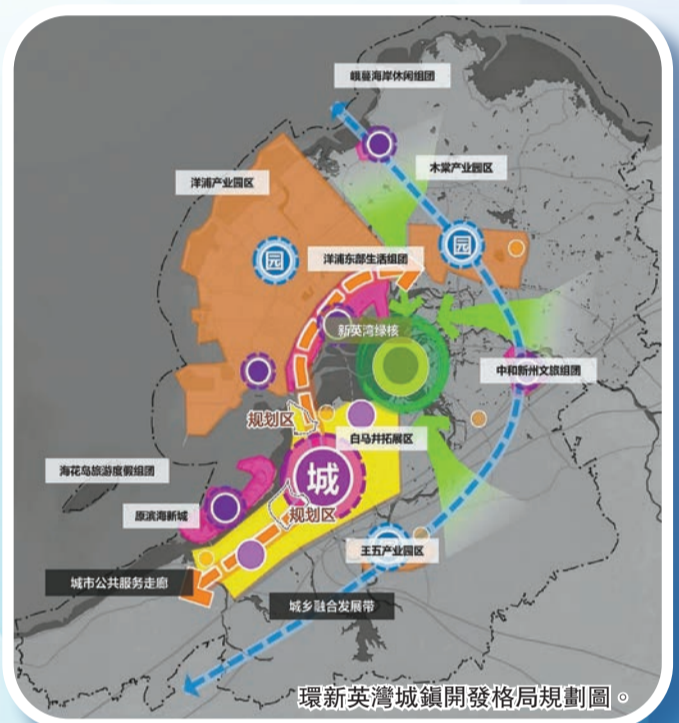 峨蔓海岸休闲组团
木棠产业园区
洋浦产业园区
园
园
洋浦东部生活组团
新英湾绿核
中和新州文旅组团
规划区
白马井拓展区
城
海花岛旅游度假组团
原滨海新城
规划区
王五产业园区
城市公共服务走廊
城乡融合发展带
環新英灣城鎮開發格局規劃圖。